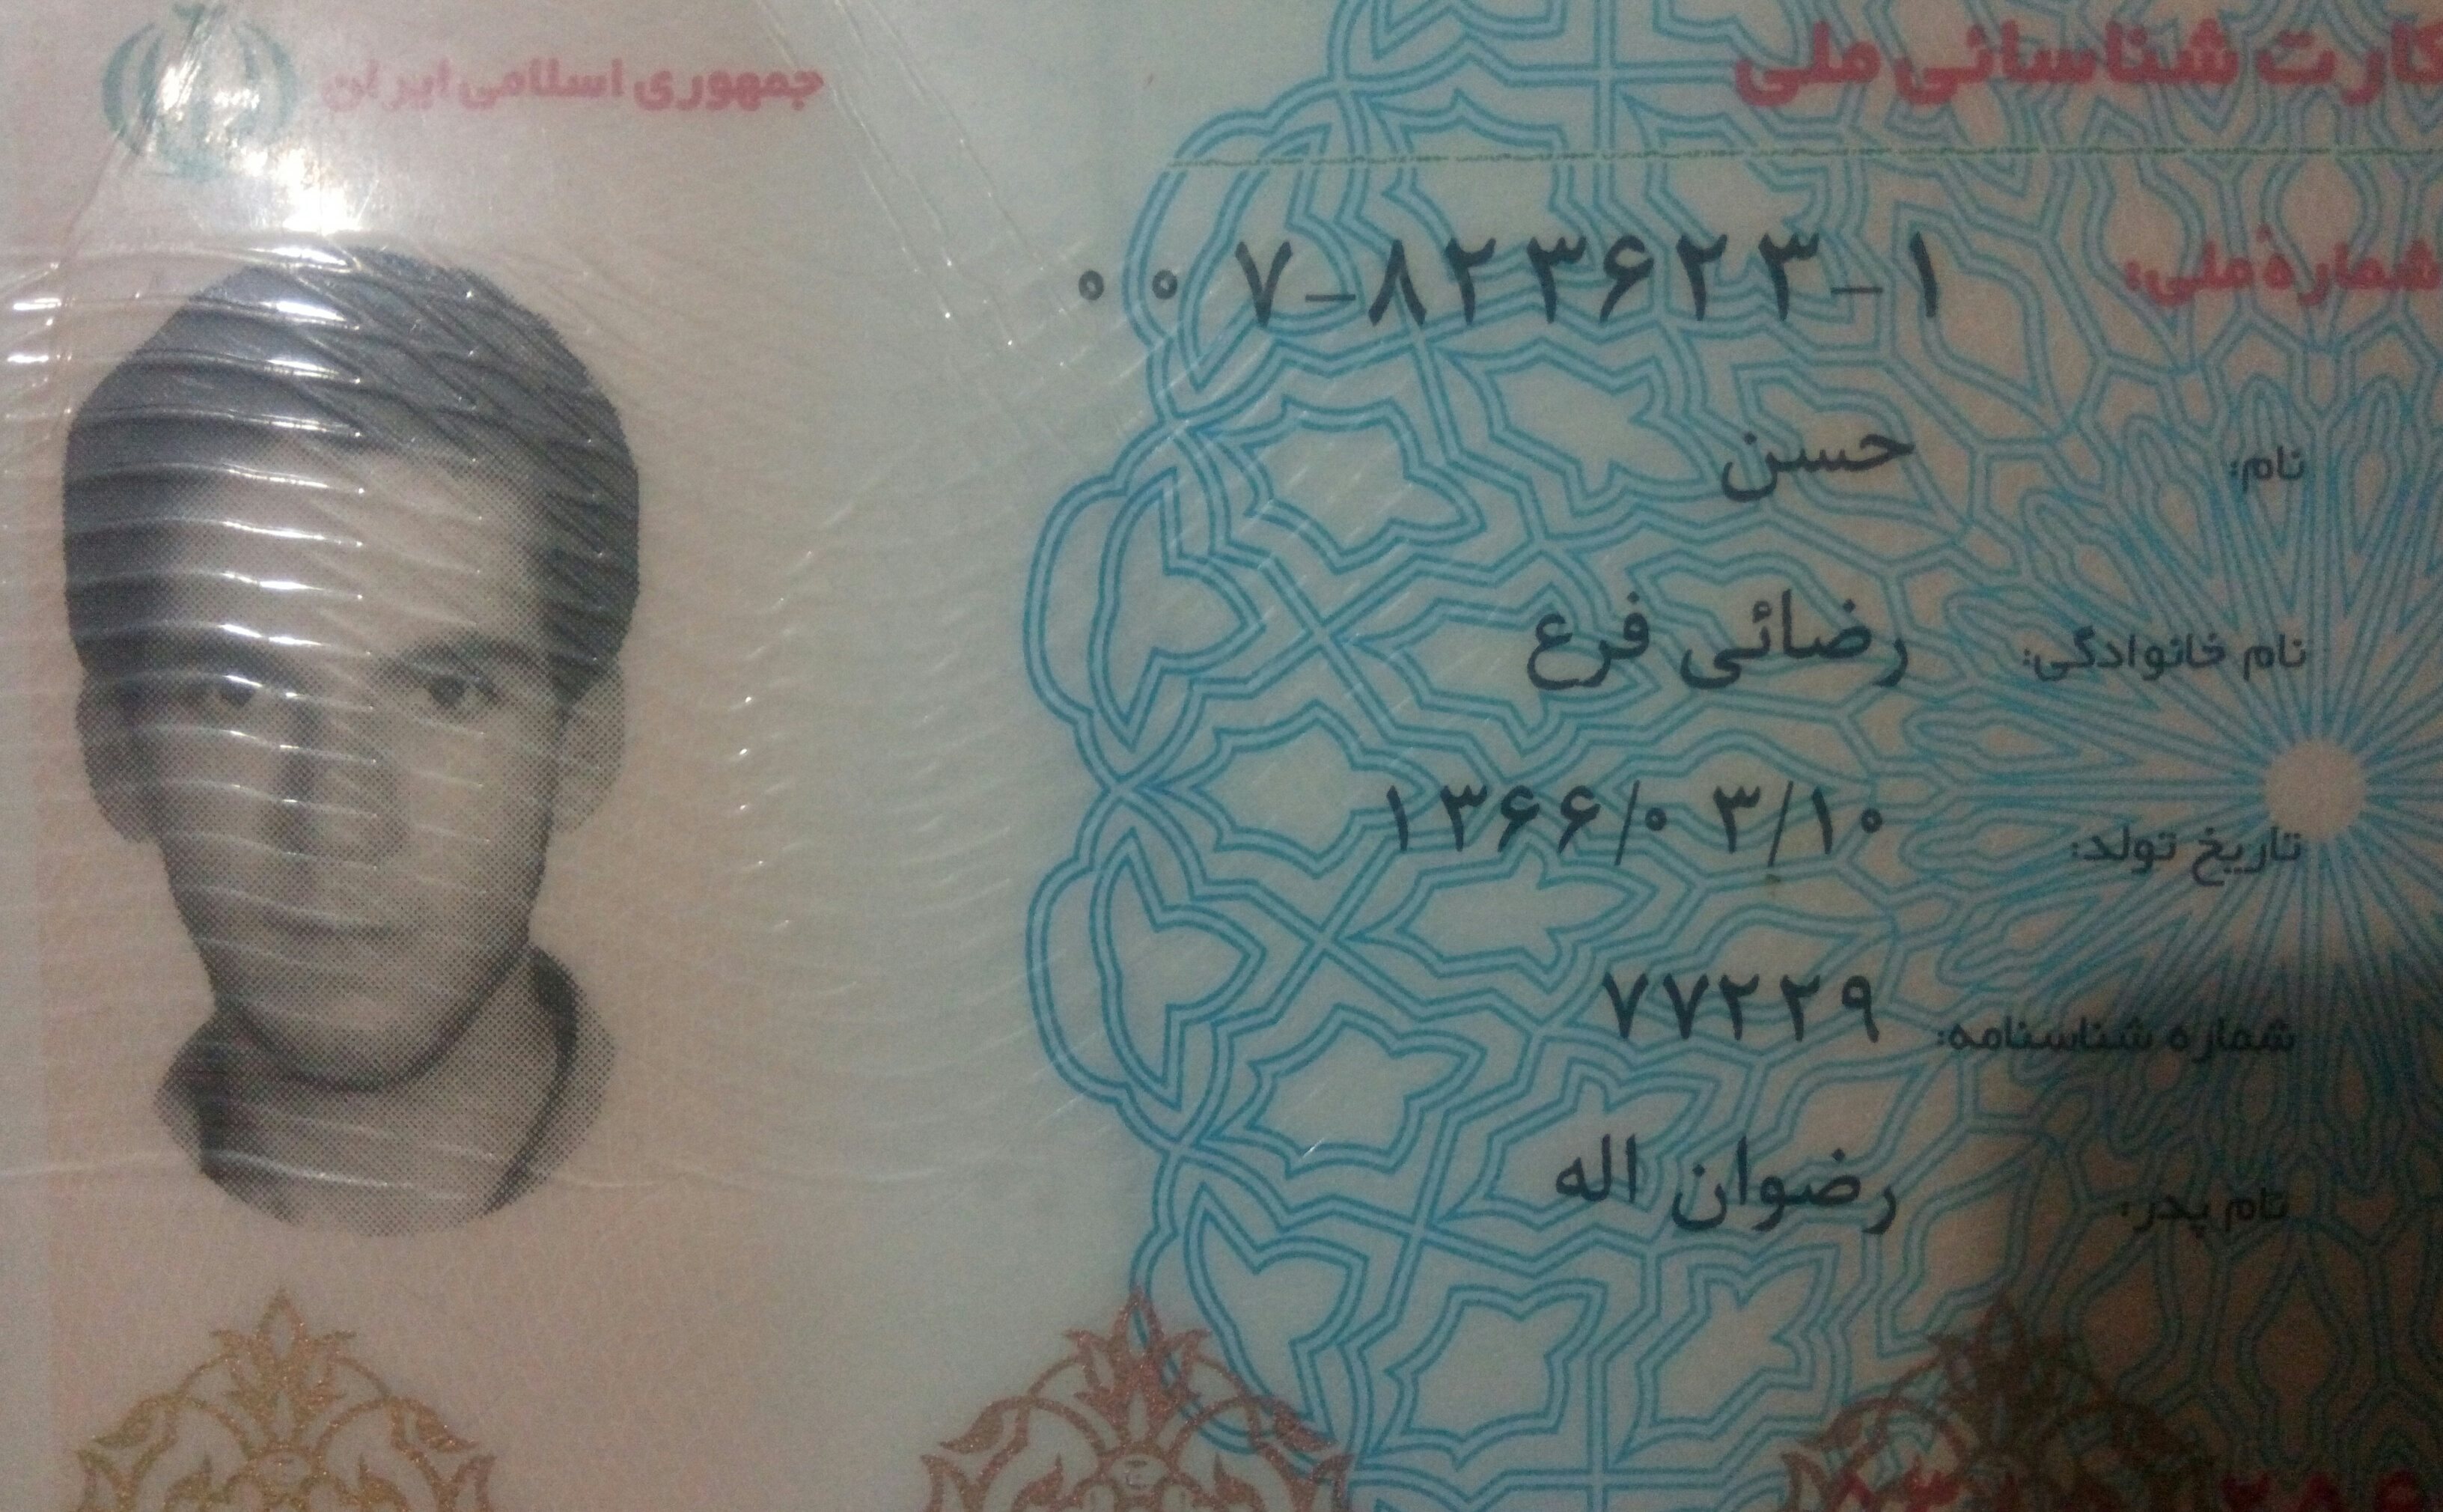 کارت شناسائی ملی
جمهوری اسلامی ایران
شمارهٔ ملی: ۰۰۷-۸۲۳۶۲۳-۱
نام: حسن
نام خانوادگی: رضائی فرع
تاریخ تولد: ۱۳۶۶/۰۳/۱۰
شماره شناسنامه: ۷۷۲۲۹
نام پدر: رضوان اله